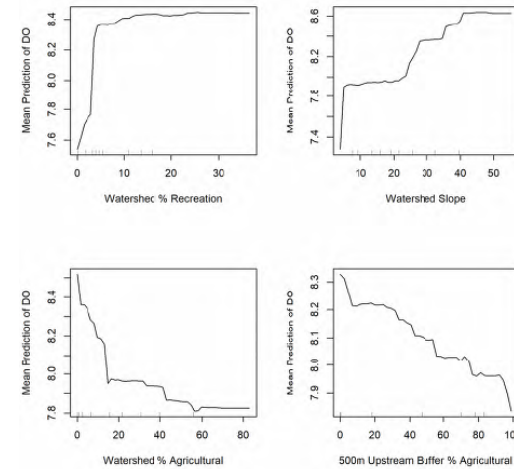 Mean Prediction of DO
7.6 8.0 8.2 8.4
0 10 20 30
Watershed % Recreation
Mean Prediction of DO
7.4 7.8 8.2 8.6
10 20 30 40 50
Watershed Slope
Mean Prediction of DO
7.8 8.0 8.2 8.4
0 20 40 60 80
Watershed % Agricultural
Mean Prediction of DO
7.9 8.0 8.1 8.2 8.3
0 20 40 60 80
500m Upstream Buffer % Agricultural